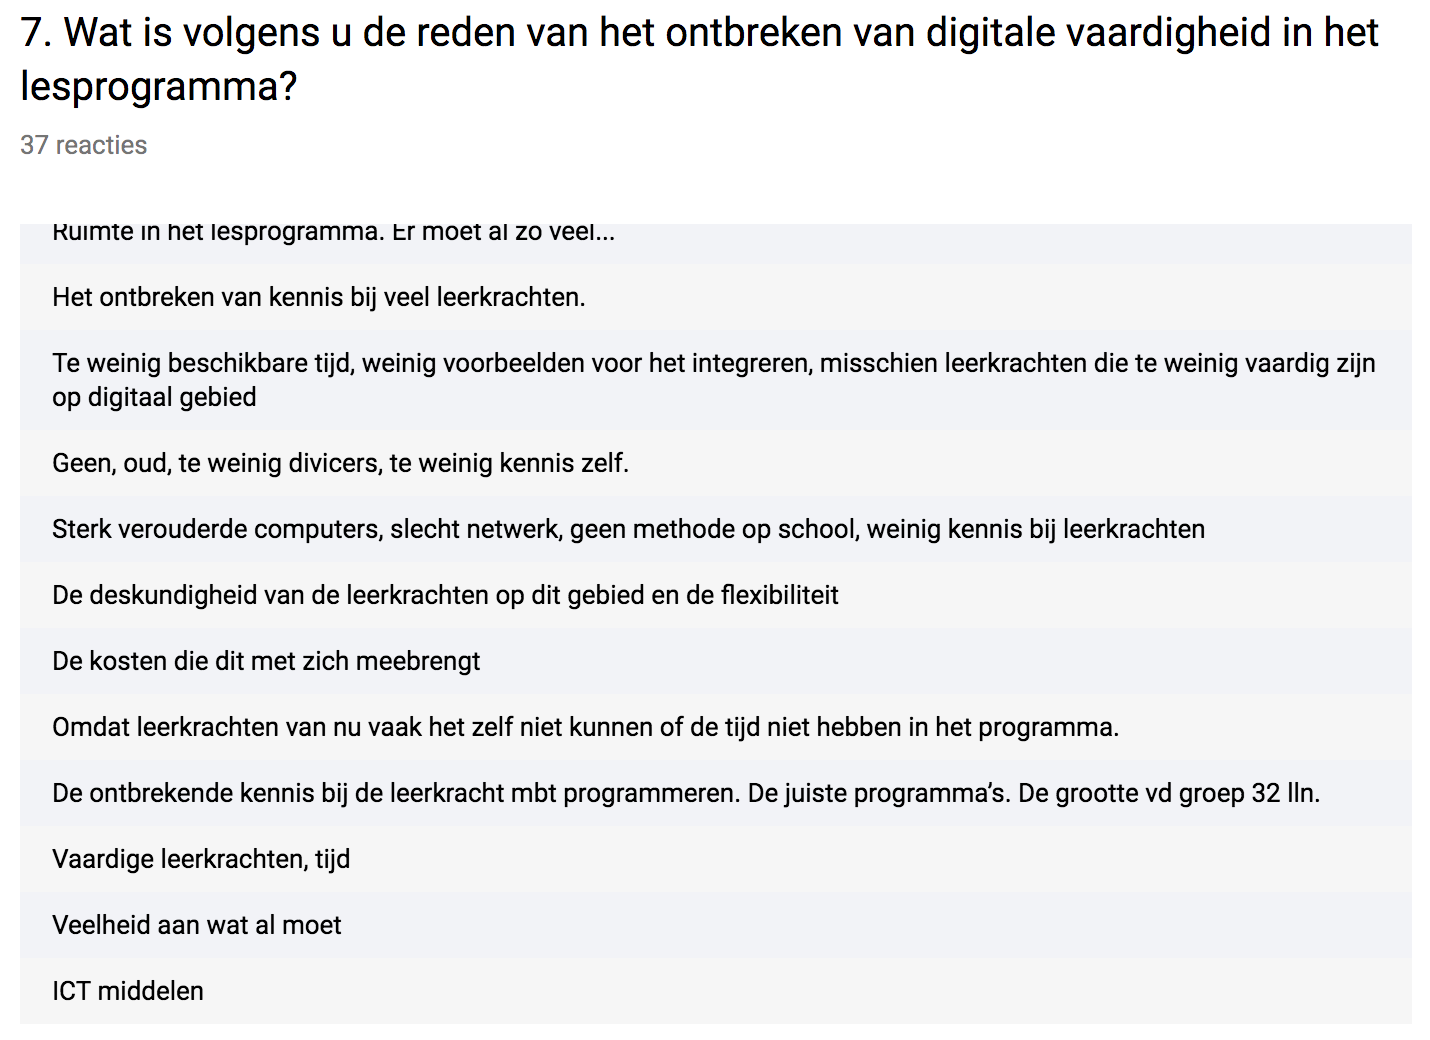 7. Wat is volgens u de reden van het ontbreken van digitale vaardigheid in het
lesprogramma?
37 reacties
Ruimte in het lesprogramma. Er moet al zo veel...
Het ontbreken van kennis bij veel leerkrachten.
Te weinig beschikbare tijd, weinig voorbeelden voor het integreren, misschien leerkrachten die te weinig vaardig zijn
op digitaal gebied
Geen, oud, te weinig divicers, te weinig kennis zelf.
Sterk verouderde computers, slecht netwerk, geen methode op school, weinig kennis bij leerkrachten
De deskundigheid van de leerkrachten op dit gebied en de flexibiliteit
De kosten die dit met zich meebrengt
Omdat leerkrachten van nu vaak het zelf niet kunnen of de tijd niet hebben in het programma.
De ontbrekende kennis bij de leerkracht mbt programmeren. De juiste programma’s. De grootte vd groep 32 lln.
Vaardige leerkrachten, tijd
Veelheid aan wat al moet
ICT middelen